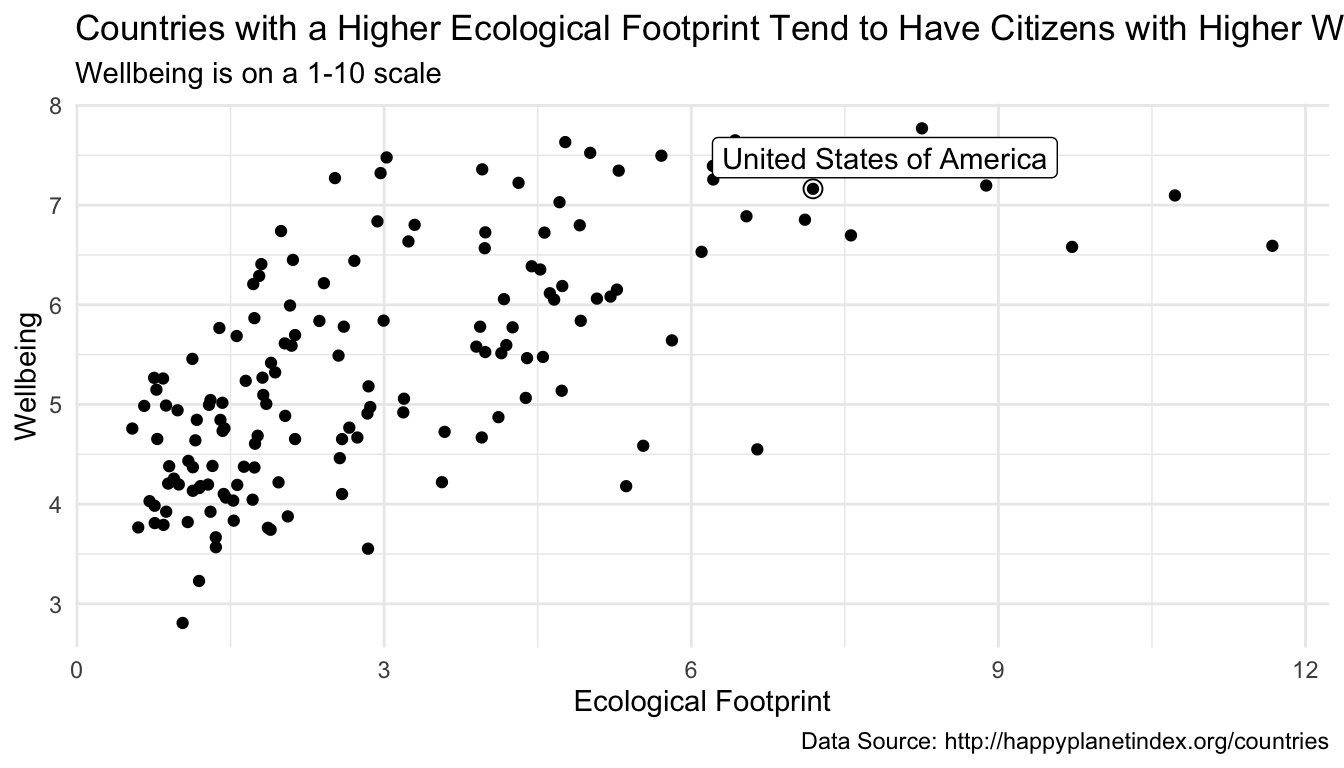 Countries with a Higher Ecological Footprint Tend to Have Citizens with Higher W
Wellbeing is on a 1-10 scale
8
United States of America
7
6
Wellbeing
5
4
3
0 3 6 9 12
Ecological Footprint
Data Source: http://happyplanetindex.org/countries